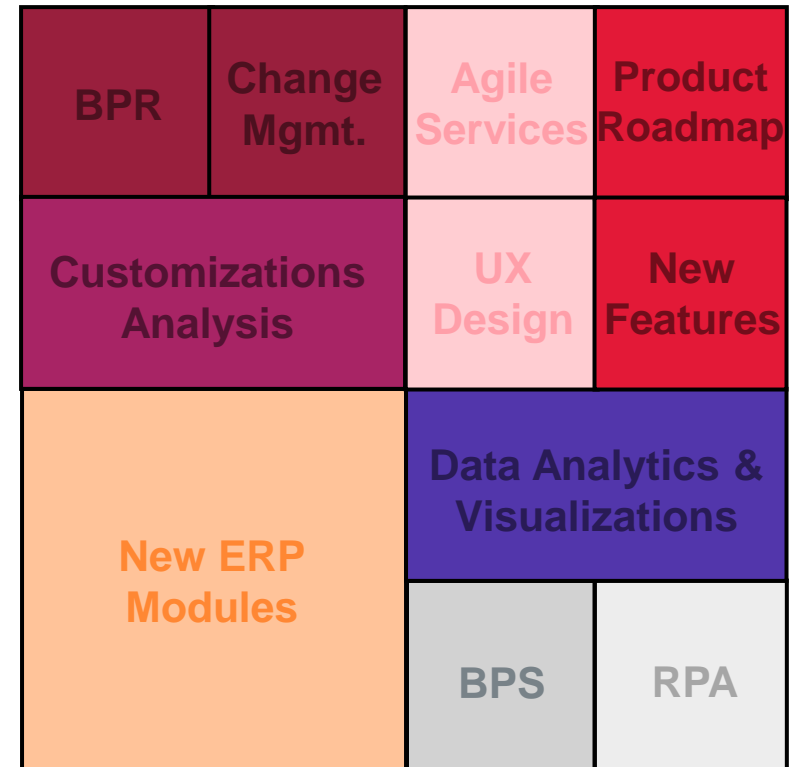 BPR
Change
Mgmt.
Agile
Services
Product
Roadmap
Customizations
Analysis
UX
Design
New
Features
New ERP
Modules
Data Analytics &
Visualizations
BPS
RPA